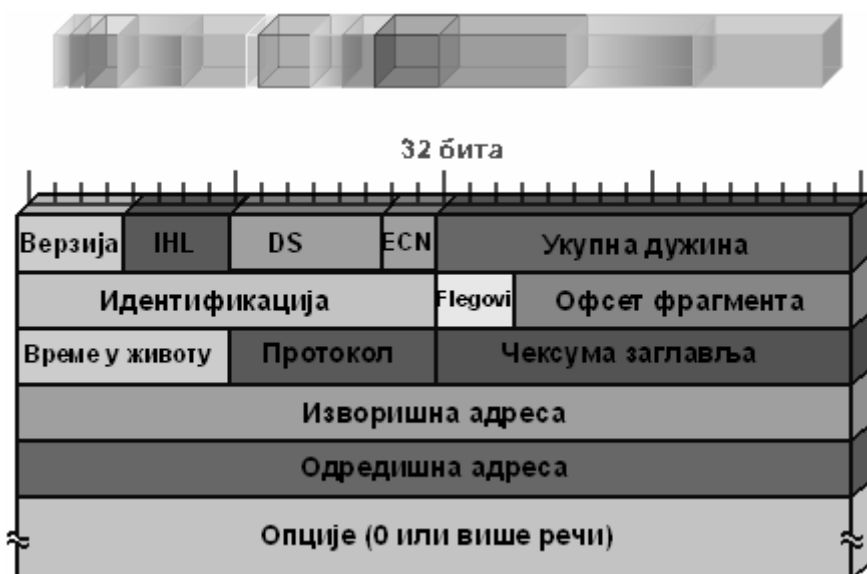 32 бита
Верзија IHL DS ECN Укупна дужина
Идентификација Flegovi Офсет фрагмента
Време у животу Протокол Чексума заглавља
Изворишна адреса
Одредишна адреса
Опције (0 или више речи)